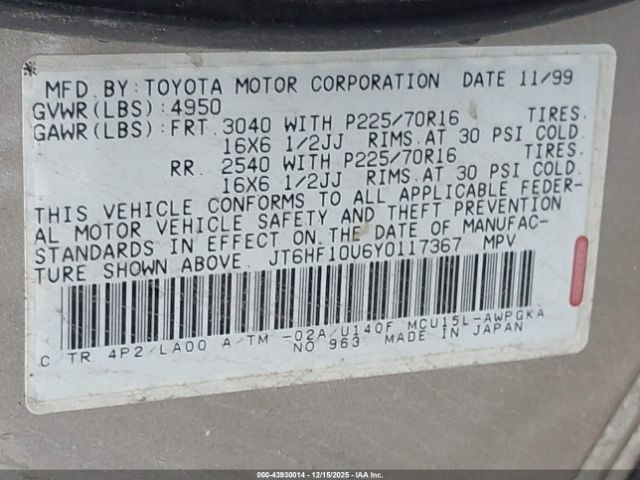 MFD. BY: TOYOTA MOTOR CORPORATION DATE 11/99
GVWR(LBS): 4950
GAWR(LBS): FRT. 3040 WITH P225/70R16 TIRES.
16X6 1/2JJ RIMS. AT 30 PSI COLD.
RR. 2540 WITH P225/70R16 TIRES.
16X6 1/2JJ RIMS. AT 30 PSI COLD.
THIS VEHICLE CONFORMS TO ALL APPLICABLE FEDER-
AL MOTOR VEHICLE SAFETY AND THEFT PREVENTION
STANDARDS IN EFFECT ON THE DATE OF MANUFAC-
TURE SHOWN ABOVE. JT6HF10U6Y0117367 MPV
C/TR 4P2/LA00 A/TM -02A/U140F MCU15L-AWPGKA
NO 963 MADE IN JAPAN
000-43930014 - 12/15/2025 - IAA Inc.